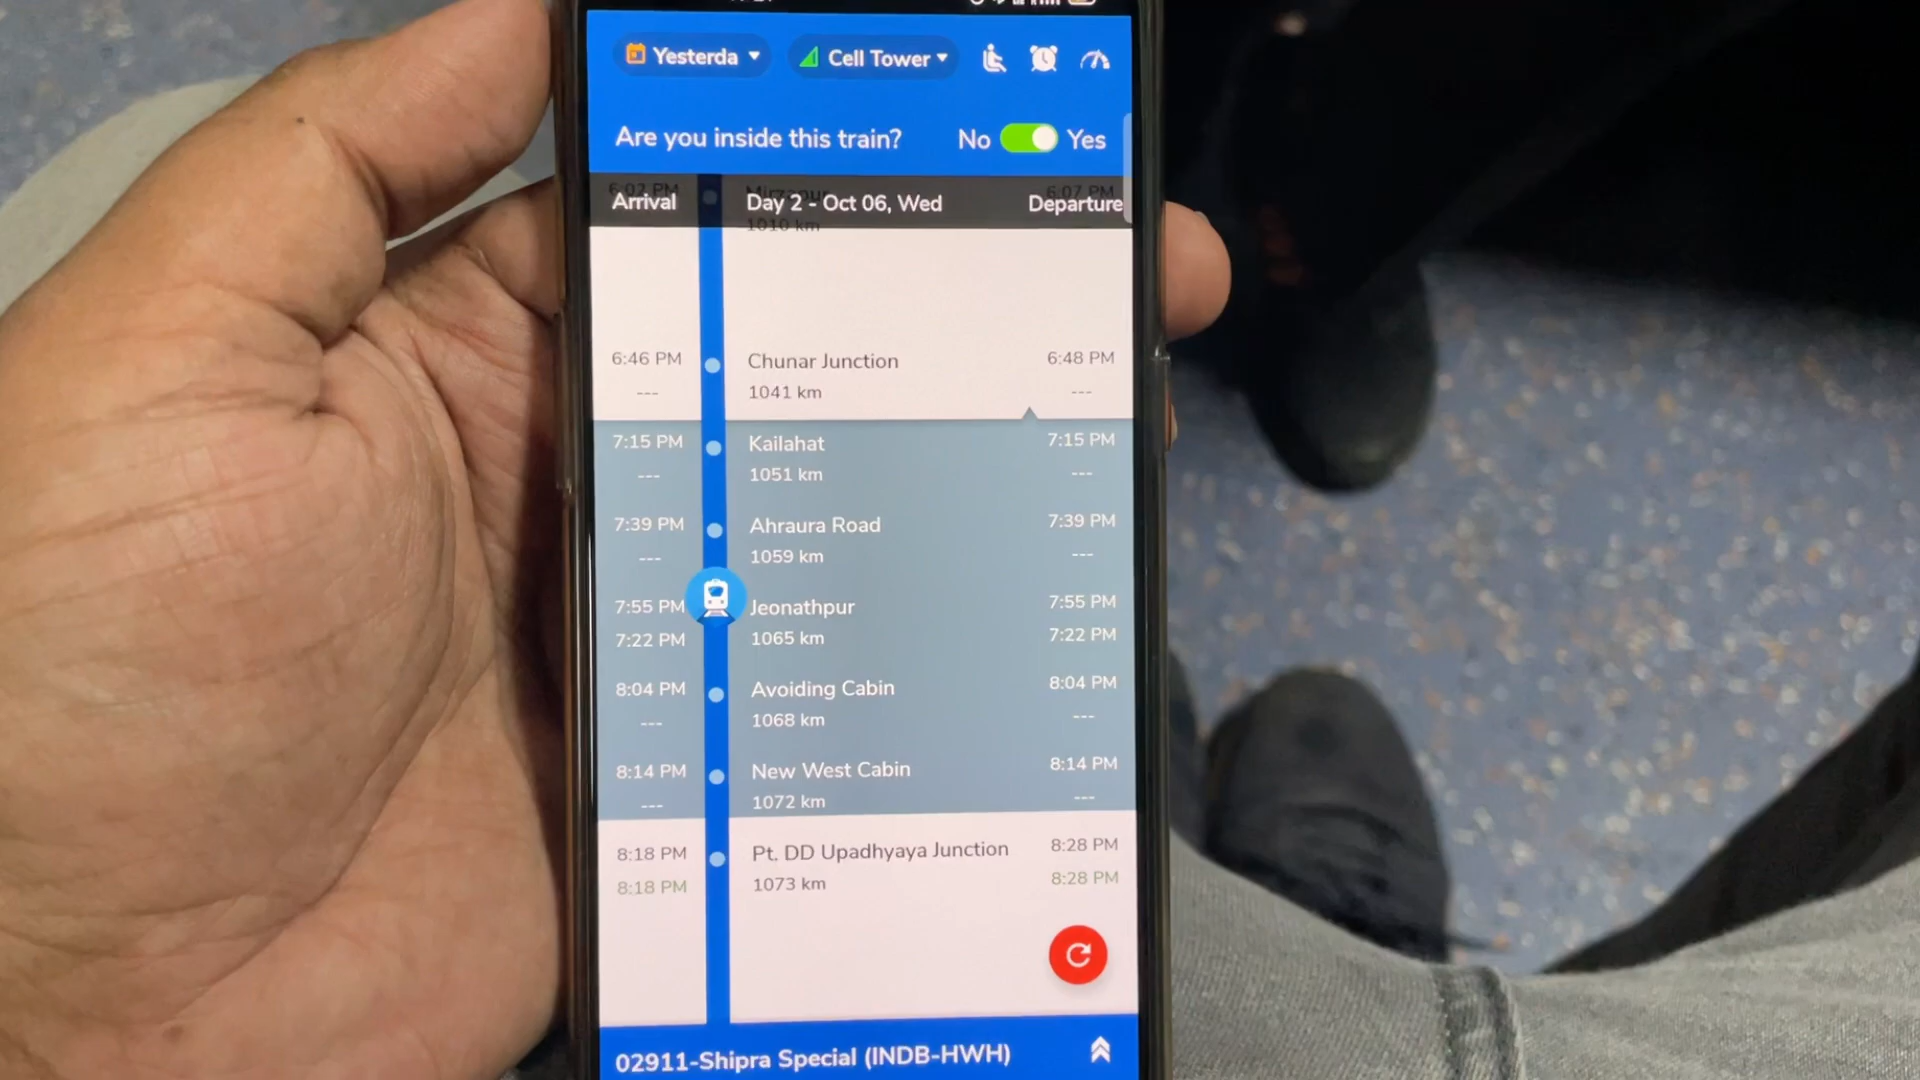 Yesterda
Cell Tower
Are you inside this train? No Yes
6:02 PM Mirzapur 6:07 PM
Arrival Day 2 - Oct 06, Wed Departure
1010 km
6:46 PM Chunar Junction 6:48 PM
--- 1041 km ---
7:15 PM Kailahat 7:15 PM
--- 1051 km ---
7:39 PM Ahraura Road 7:39 PM
--- 1059 km ---
7:55 PM Jeonathpur 7:55 PM
7:22 PM 1065 km 7:22 PM
8:04 PM Avoiding Cabin 8:04 PM
--- 1068 km ---
8:14 PM New West Cabin 8:14 PM
--- 1072 km ---
8:18 PM Pt. DD Upadhyaya Junction 8:28 PM
8:18 PM 1073 km 8:28 PM
02911-Shipra Special (INDB-HWH)